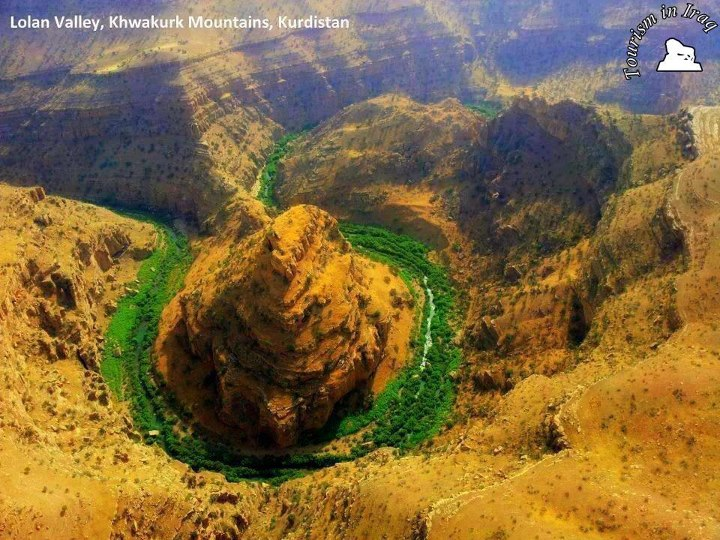 Lolan Valley, Khwakurk Mountains, Kurdistan
Tourism in Iraq